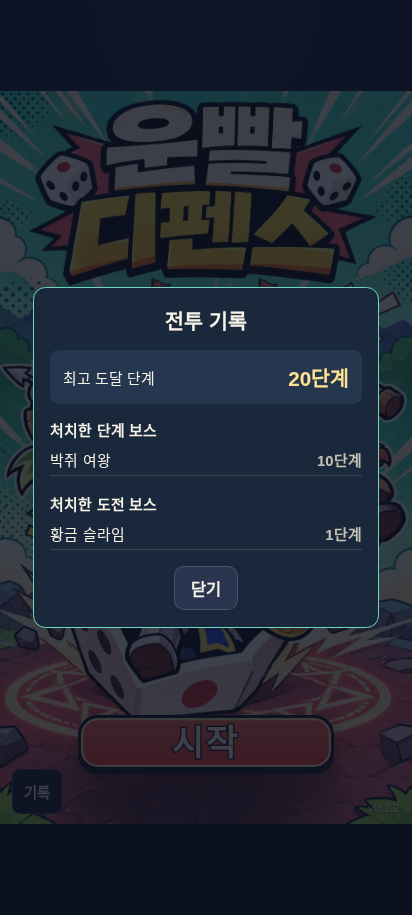 운빨
디펜스
전투 기록
최고 도달 단계 20단계
처치한 단계 보스
박쥐 여왕 10단계
처치한 도전 보스
황금 슬라임 1단계
닫기
시작
기록